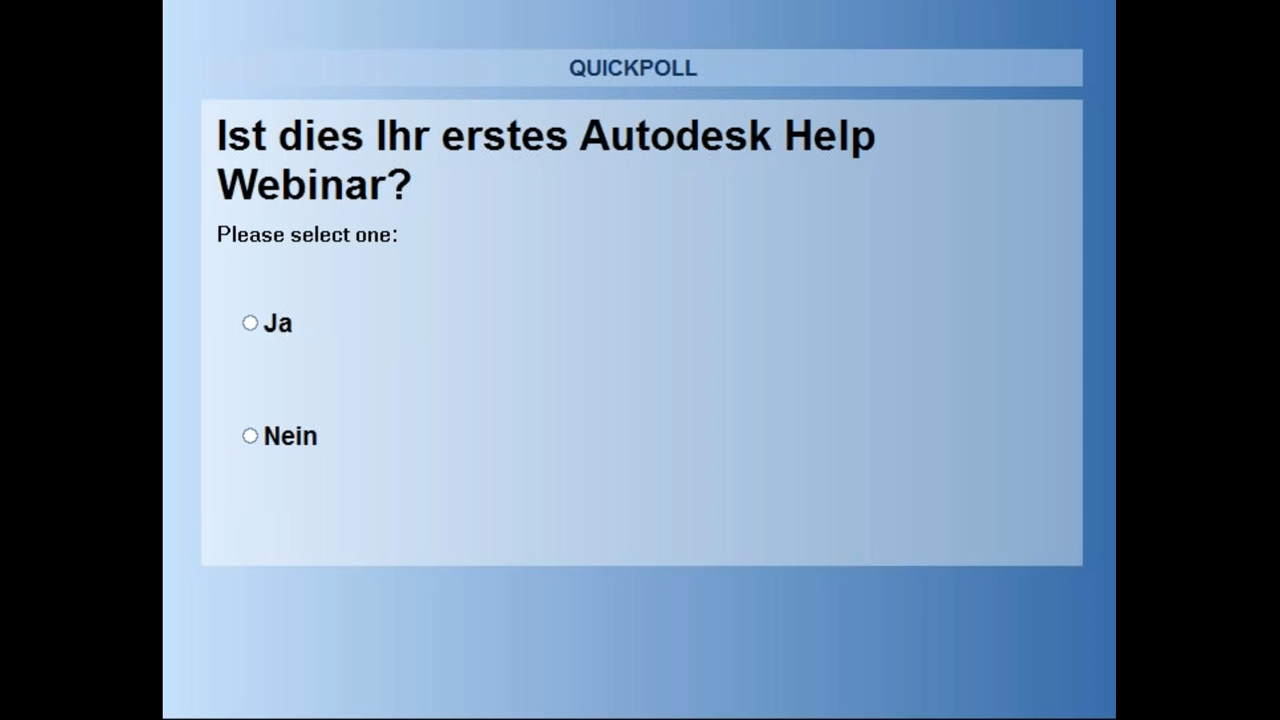 QUICKPOLL
Ist dies Ihr erstes Autodesk Help
Webinar?
Please select one:
Ja
Nein